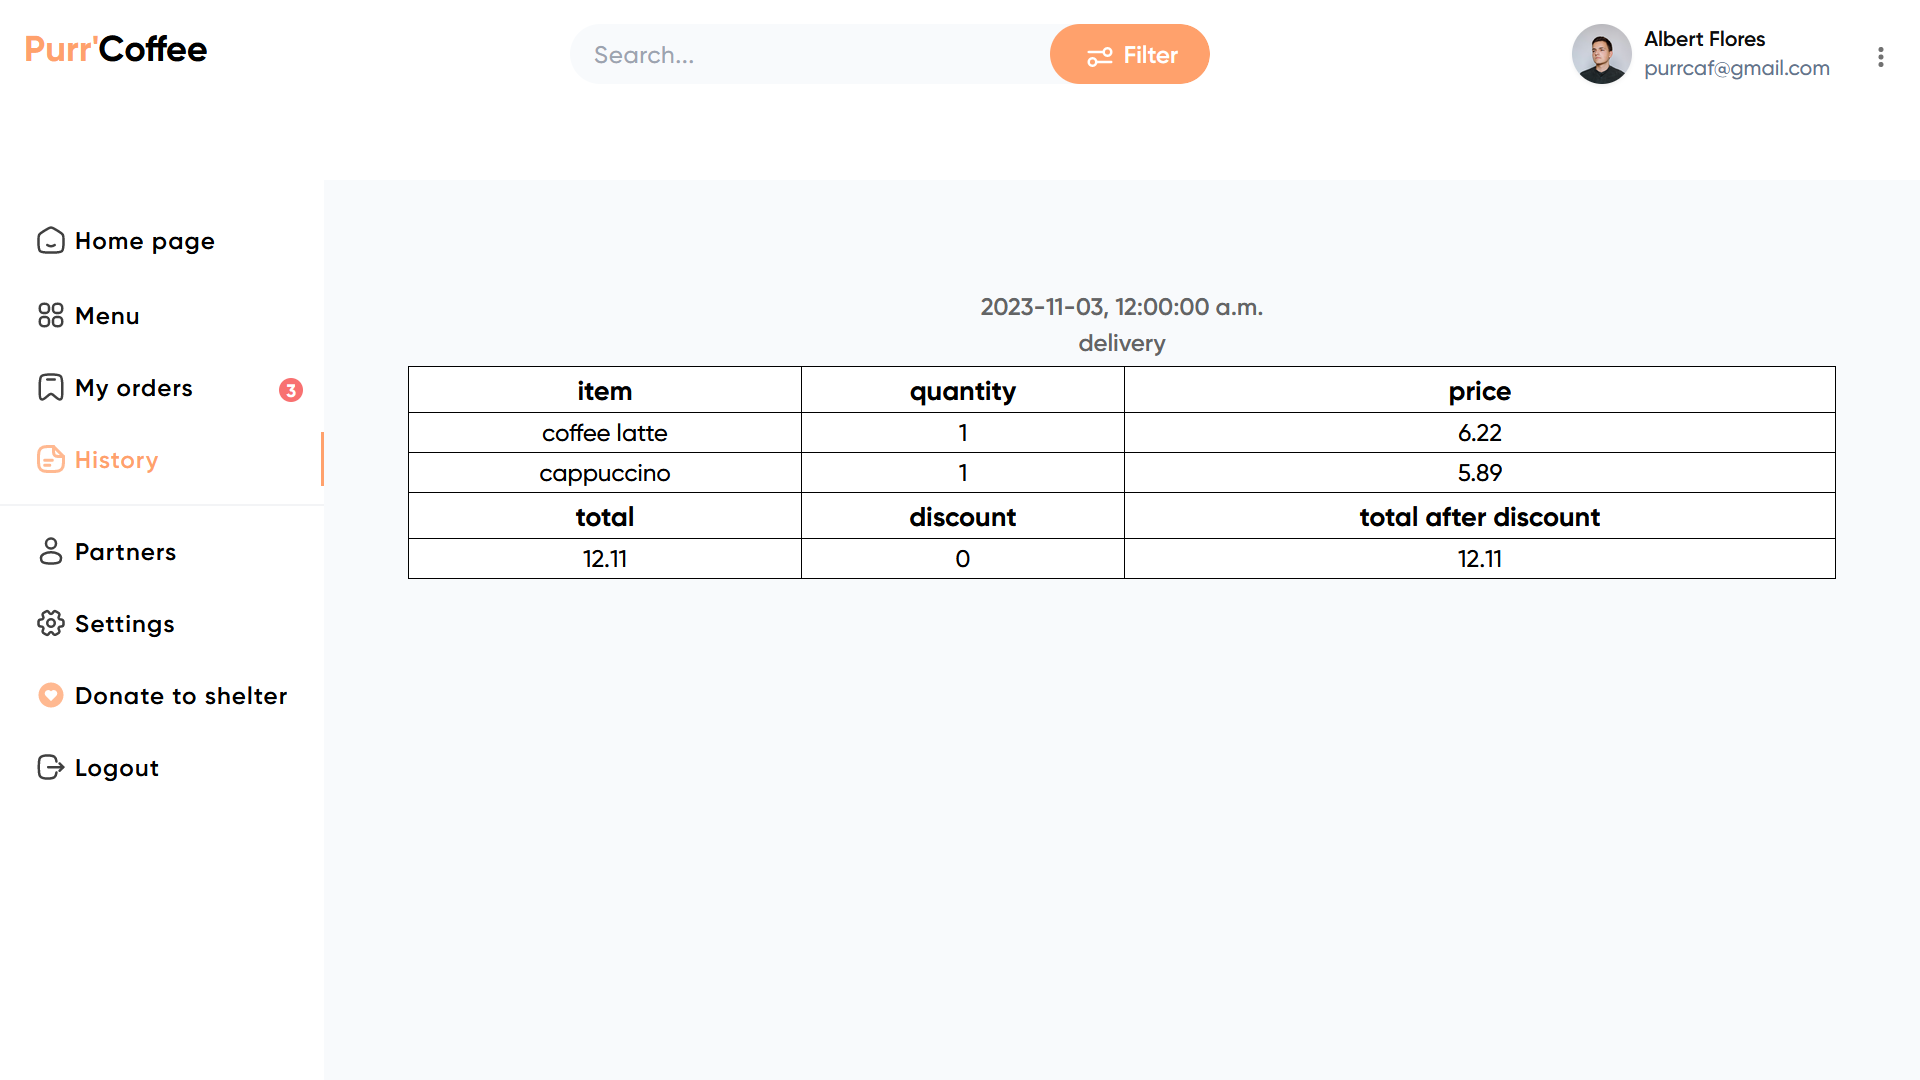 Purr'Coffee
Search...
Filter
Albert Flores
purrcaf@gmail.com
Home page
Menu
My orders
3
History
Partners
Settings
Donate to shelter
Logout
2023-11-03, 12:00:00 a.m.
delivery
item quantity price
coffee latte 1 6.22
cappuccino 1 5.89
total discount total after discount
12.11 0 12.11